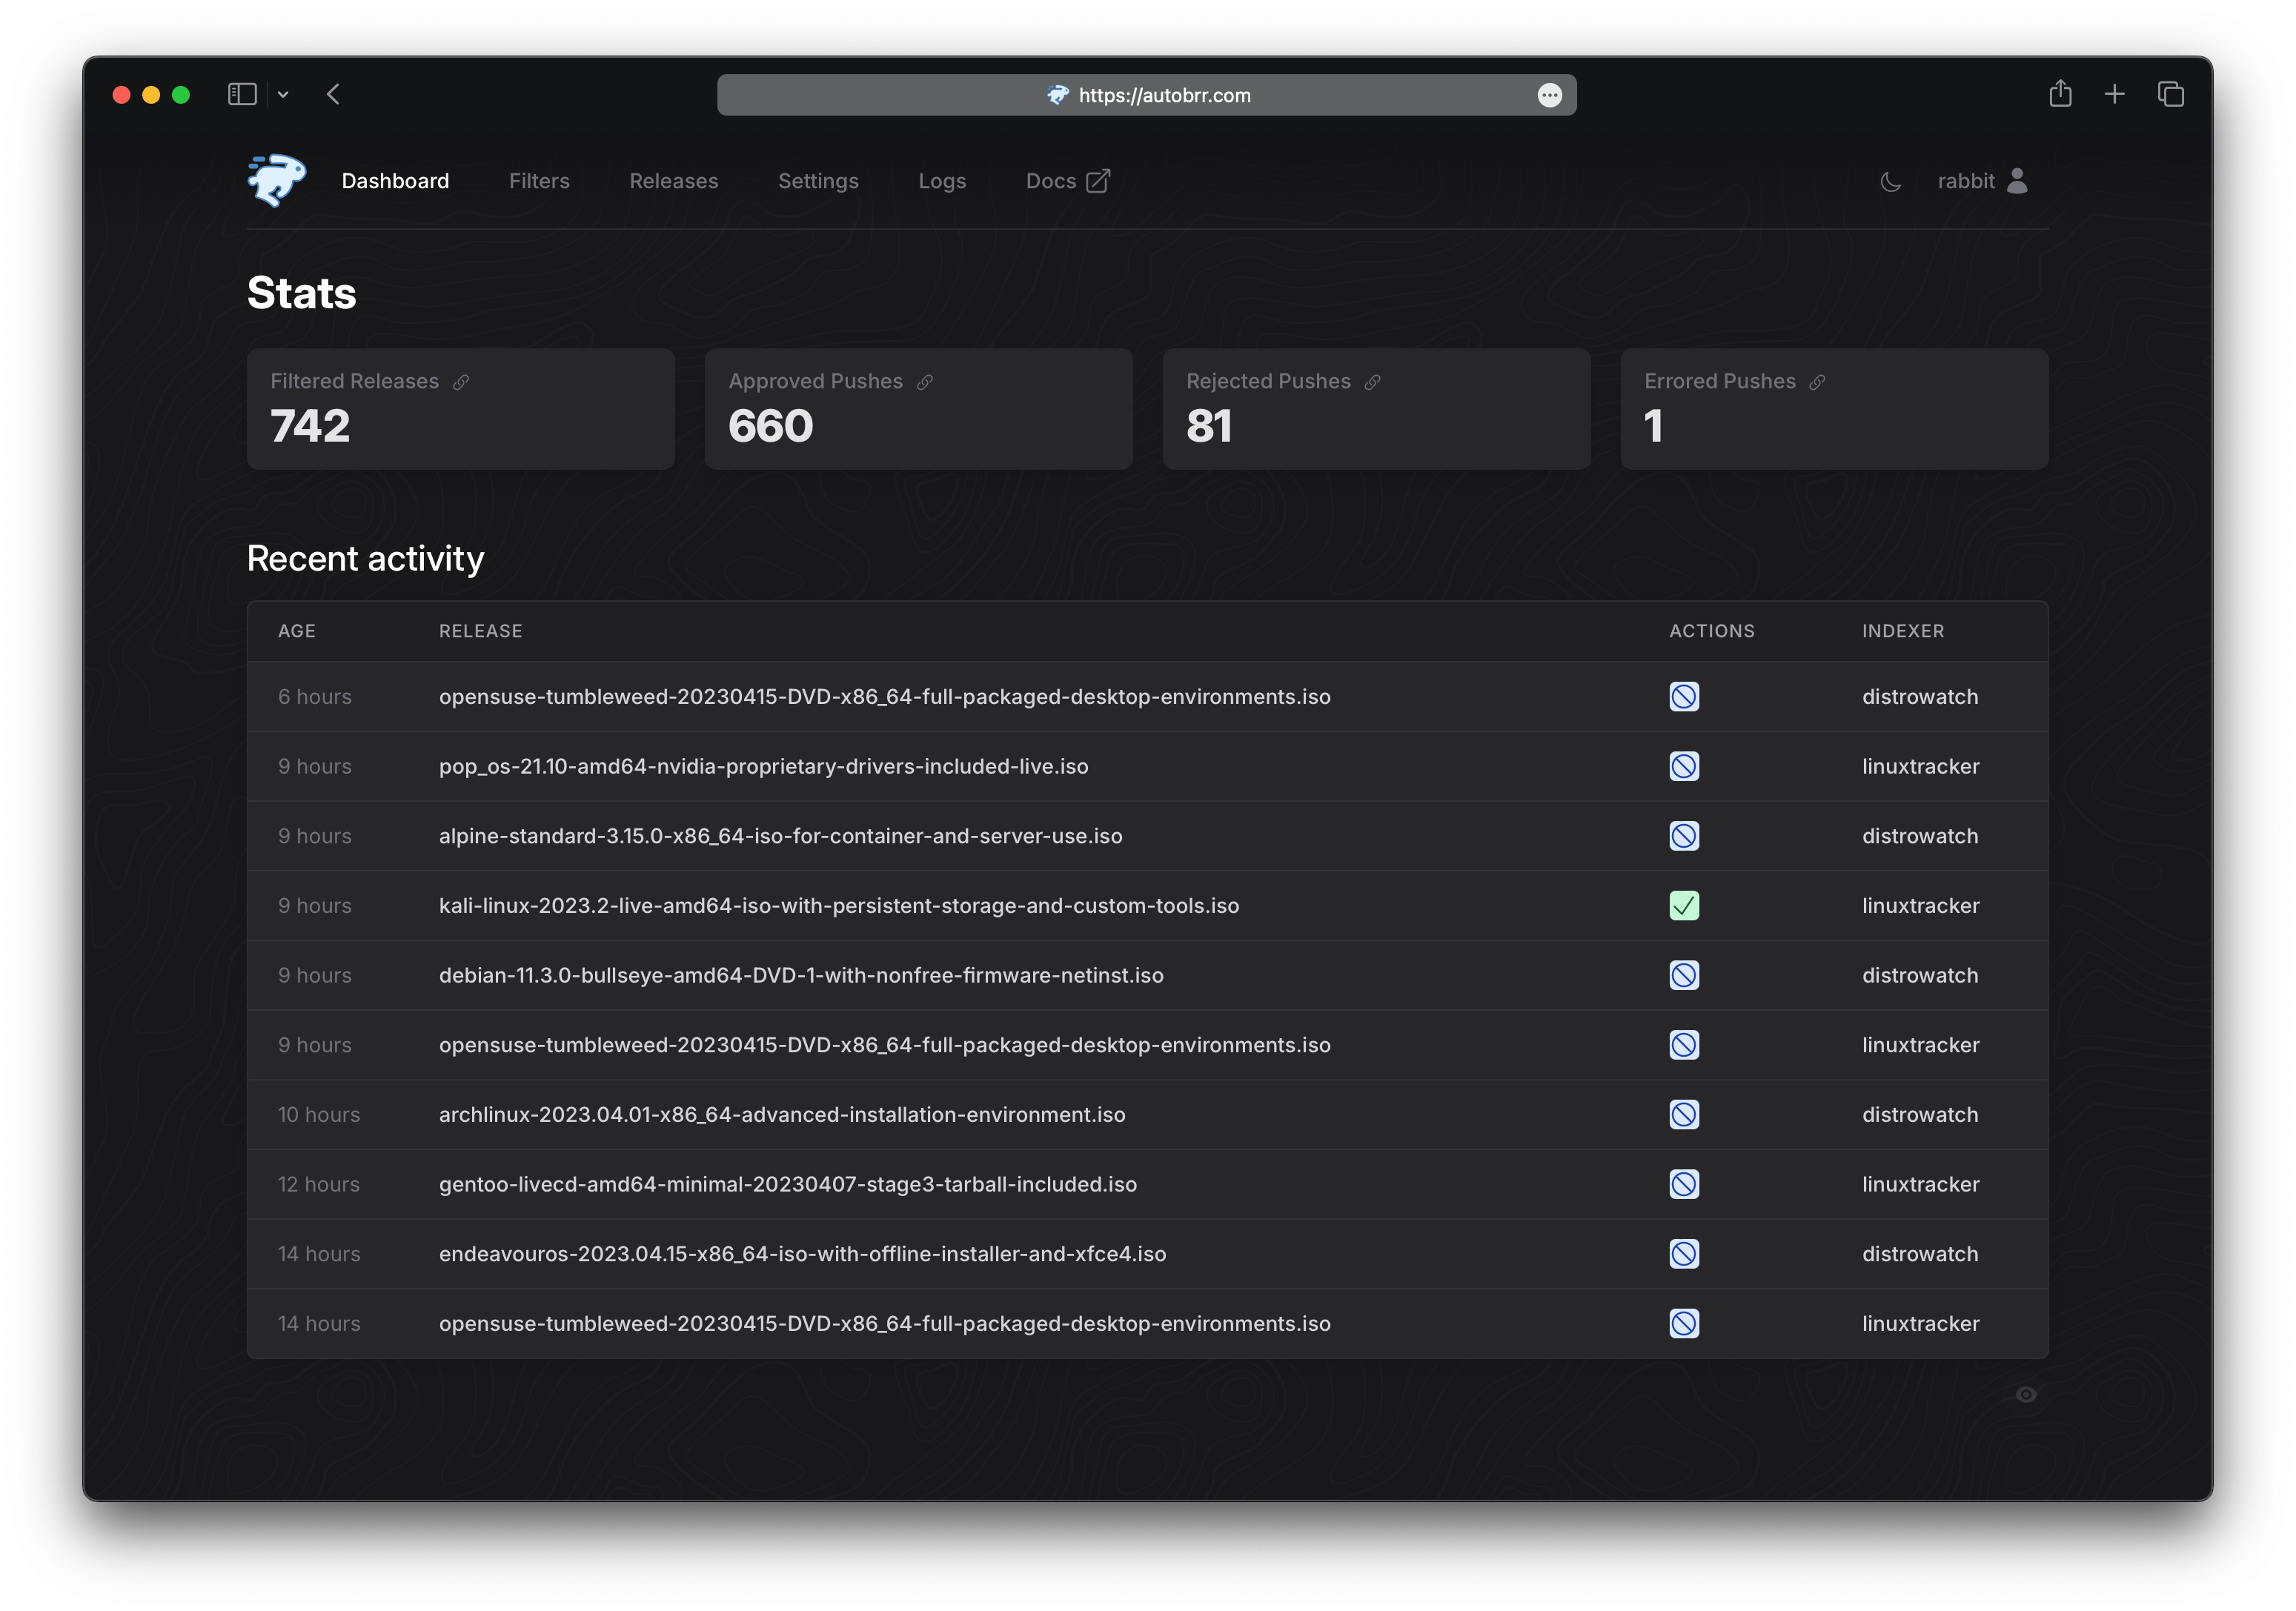 https://autobrr.com
Dashboard Filters Releases Settings Logs Docs rabbit
Stats
Filtered Releases Approved Pushes Rejected Pushes Errored Pushes
742 660 81 1
Recent activity
AGE RELEASE ACTIONS INDEXER
6 hours opensuse-tumbleweed-20230415-DVD-x86_64-full-packaged-desktop-environments.iso distrowatch
9 hours pop_os-21.10-amd64-nvidia-proprietary-drivers-included-live.iso linuxtracker
9 hours alpine-standard-3.15.0-x86_64-iso-for-container-and-server-use.iso distrowatch
9 hours kali-linux-2023.2-live-amd64-iso-with-persistent-storage-and-custom-tools.iso linuxtracker
9 hours debian-11.3.0-bullseye-amd64-DVD-1-with-nonfree-firmware-netinst.iso distrowatch
9 hours opensuse-tumbleweed-20230415-DVD-x86_64-full-packaged-desktop-environments.iso linuxtracker
10 hours archlinux-2023.04.01-x86_64-advanced-installation-environment.iso distrowatch
12 hours gentoo-livecd-amd64-minimal-20230407-stage3-tarball-included.iso linuxtracker
14 hours endeavouros-2023.04.15-x86_64-iso-with-offline-installer-and-xfce4.iso distrowatch
14 hours opensuse-tumbleweed-20230415-DVD-x86_64-full-packaged-desktop-environments.iso linuxtracker